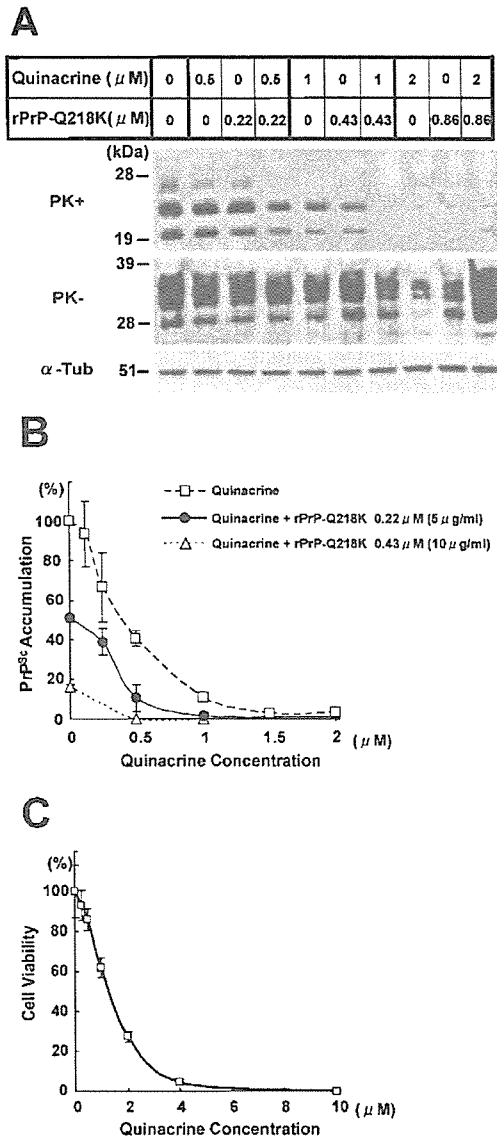 A
Quinacrine (μM) 0 0.5 0 0.5 1 0 1 2 0 2
rPrP-Q218K(μM) 0 0 0.22 0.22 0 0.43 0.43 0 0.86 0.86
(kDa)
28
PK+
19
39
PK-
28
α-Tub 51
B
(%)
100
80
60
40
20
0
PrPSc Accumulation
Quinacrine
Quinacrine + rPrP-Q218K 0.22 μM (5 μg/ml)
Quinacrine + rPrP-Q218K 0.43 μM (10 μg/ml)
0 0.5 1 1.5 2 (μM)
Quinacrine Concentration
C
(%)
100
80
60
40
20
0
Cell Viability
0 2 4 6 8 10 (μM)
Quinacrine Concentration